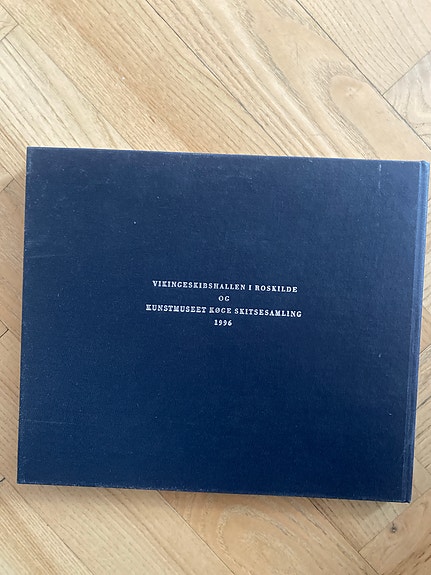 VIKINGESKIBSHALLEN I ROSKILDE
OG
KUNSTMUSEET KØGE SKITSESAMLING
1996